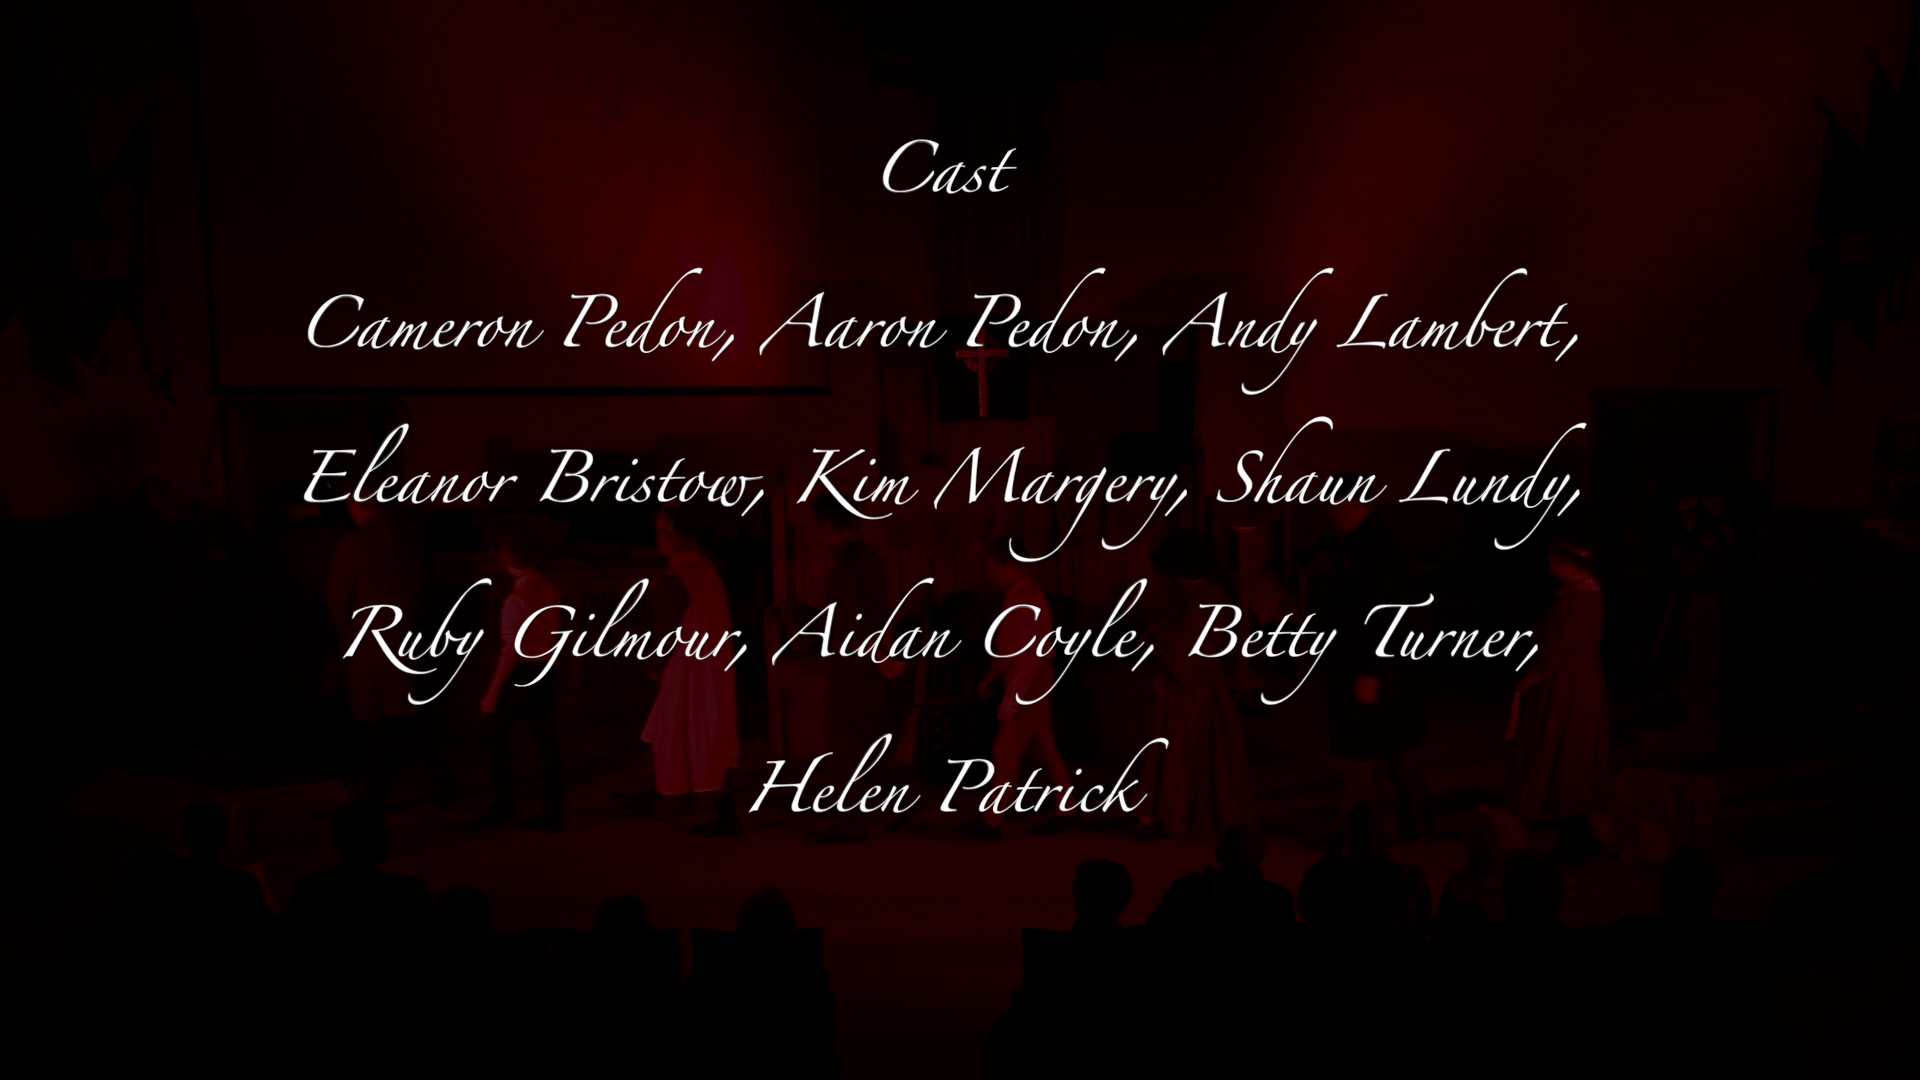 Cast
Cameron Pedon, Aaron Pedon, Andy Lambert,
Eleanor Bristow, Kim Margery, Shaun Lundy,
Ruby Gilmour, Aidan Coyle, Betty Turner,
Helen Patrick